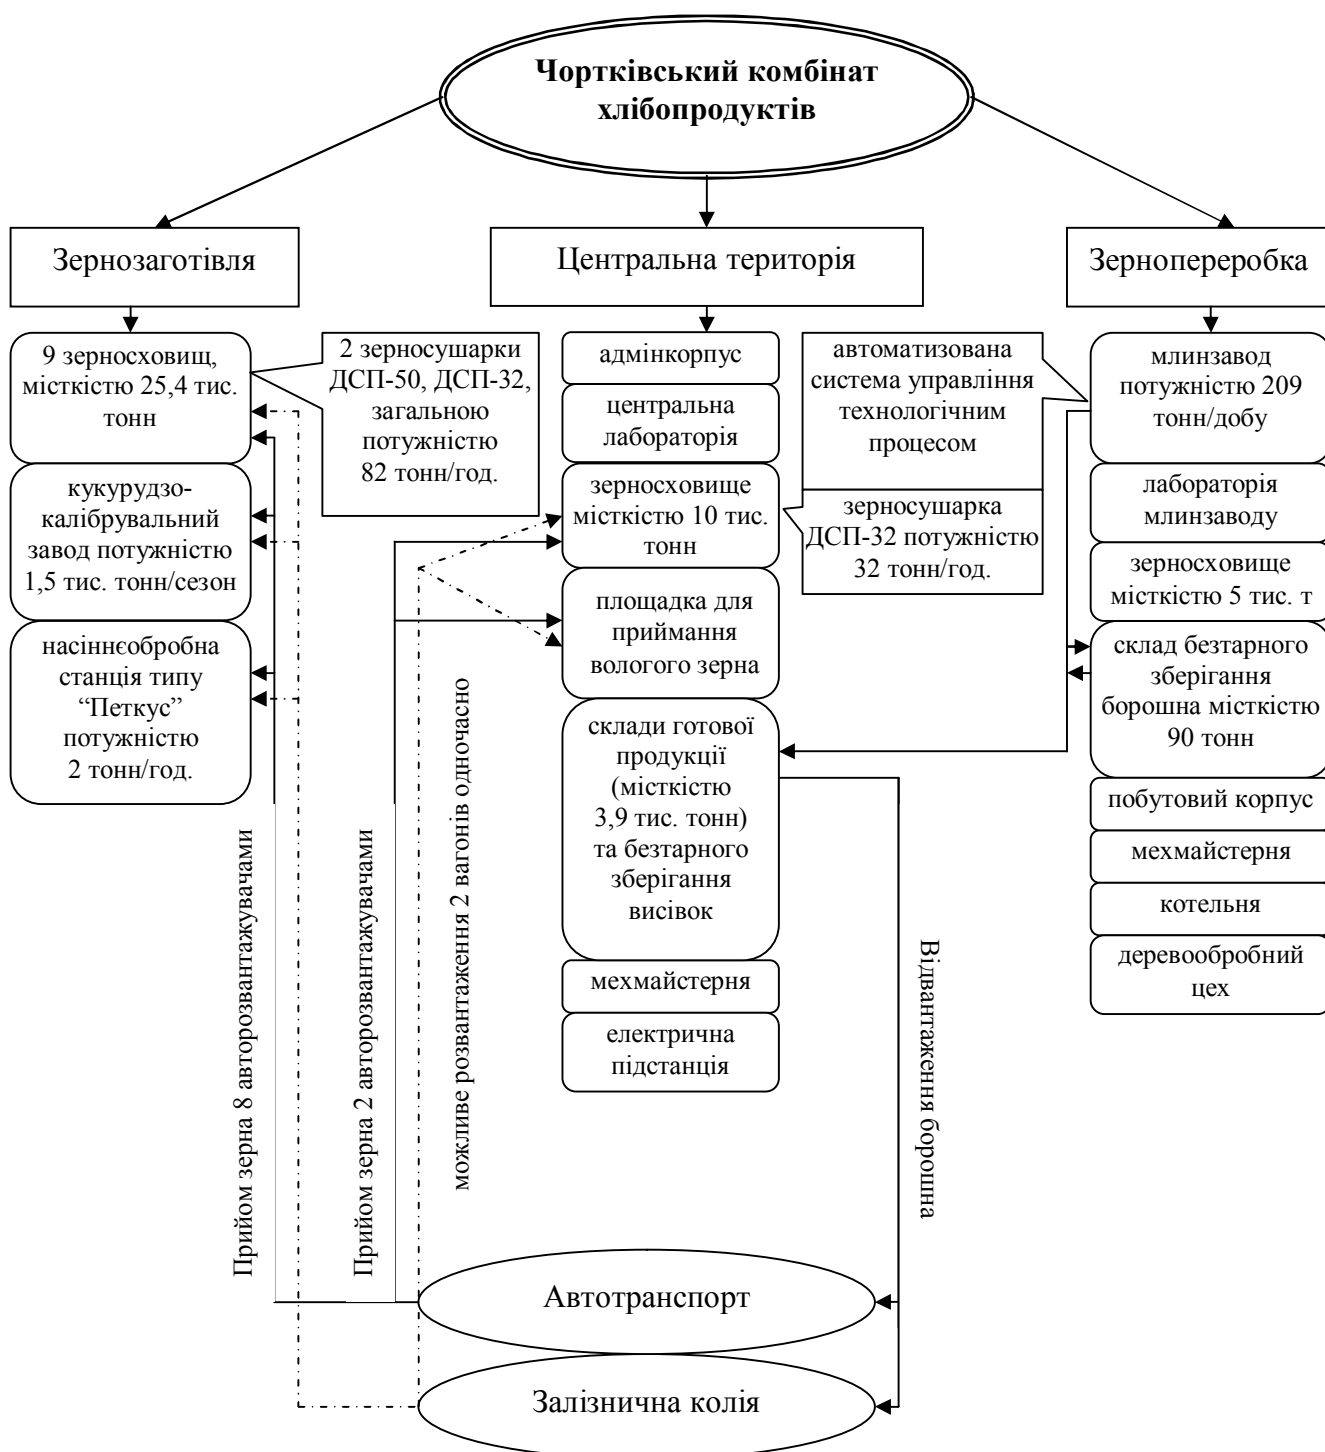 Чортківський комбінат
хлібопродуктів
Зернозаготівля
Центральна територія
Зернопереробка
9 зерносховищ,
місткістю 25,4 тис.
тонн
2 зерносушарки
ДСП-50, ДСП-32,
загальною
потужністю
82 тонн/год.
кукурудзо-
калібрувальний
завод потужністю
1,5 тис. тонн/сезон
насіннєобробна
станція типу
“Петкус”
потужністю
2 тонн/год.
адмінкорпус
центральна
лабораторія
зерносховище
місткістю 10 тис.
тонн
площадка для
приймання
вологого зерна
склади готової
продукції
(місткістю
3,9 тис. тонн)
та безтарного
зберігання
висівок
мехмайстерня
електрична
підстанція
автоматизована
система управління
технологічним
процесом
зерносушарка
ДСП-32 потужністю
32 тонн/год.
млинзавод
потужністю 209
тонн/добу
лабораторія
млинзаводу
зерносховище
місткістю 5 тис. т
склад безтарного
зберігання
борошна місткістю
90 тонн
побутовий корпус
мехмайстерня
котельня
деревообробний
цех
Прийом зерна 8 авторозвантажувачами
Прийом зерна 2 авторозвантажувачами
можливе розвантаження 2 вагонів одночасно
Відвантаження борошна
Автотранспорт
Залізнична колія